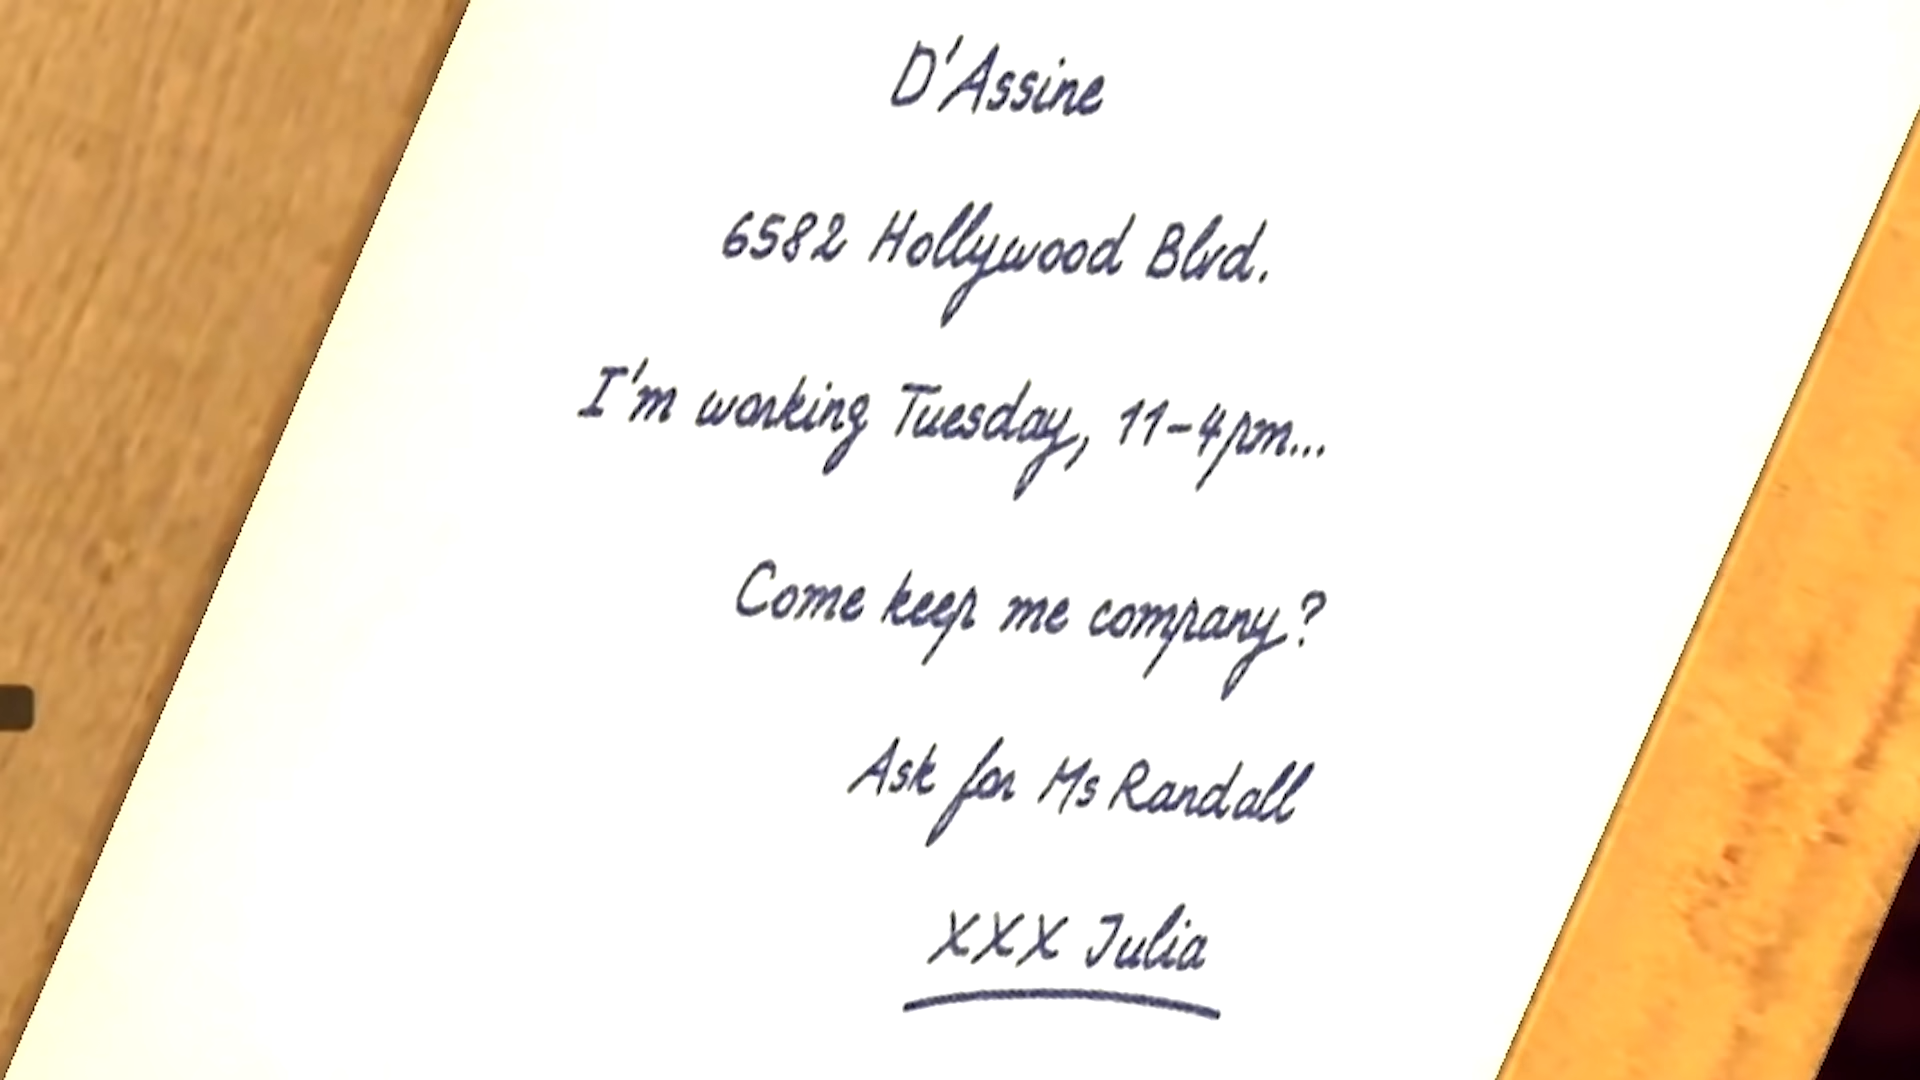 D'Assine
6582 Hollywood Blvd.
I'm working Tuesday, 11-4pm...
Come keep me company?
Ask for Ms Randall
XXX Julia